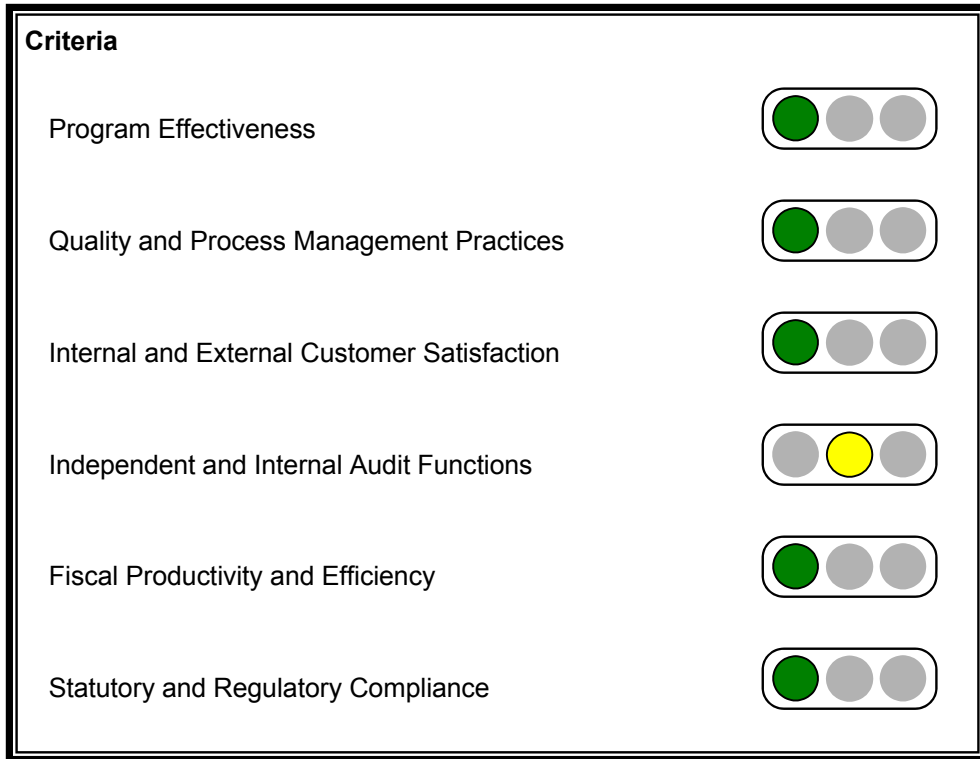 Criteria
Program Effectiveness
Quality and Process Management Practices
Internal and External Customer Satisfaction
Independent and Internal Audit Functions
Fiscal Productivity and Efficiency
Statutory and Regulatory Compliance